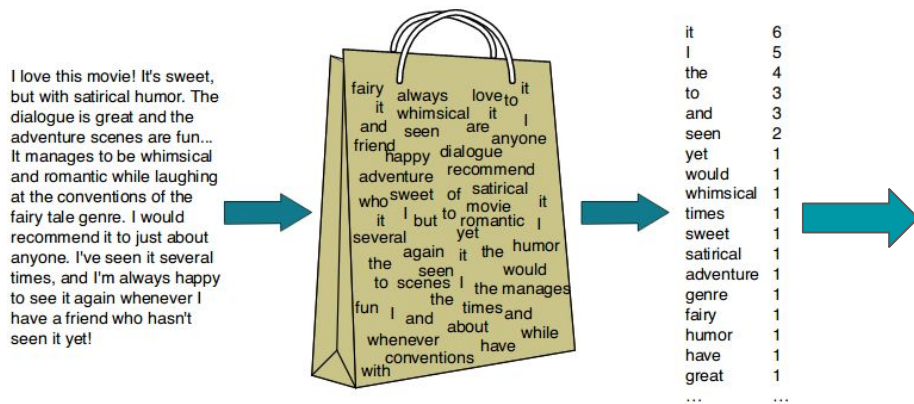 I love this movie! It's sweet,
but with satirical humor. The
dialogue is great and the
adventure scenes are fun...
It manages to be whimsical
and romantic while laughing
at the conventions of the
fairy tale genre. I would
recommend it to just about
anyone. I've seen it several
times, and I'm always happy
to see it again whenever I
have a friend who hasn't
seen it yet!
fairy always love to it
it whimsical it I
and seen are anyone
friend happy dialogue
adventure recommend
who sweet of satirical it
it I but to movie romantic I
several yet
again it the humor
the seen would
to scenes I the manages
the
fun I and times and
about while
whenever have
conventions
with
it 6
I 5
the 4
to 3
and 3
seen 2
yet 1
would 1
whimsical 1
times 1
sweet 1
satirical 1
adventure 1
genre 1
fairy 1
humor 1
have 1
great 1
... ...